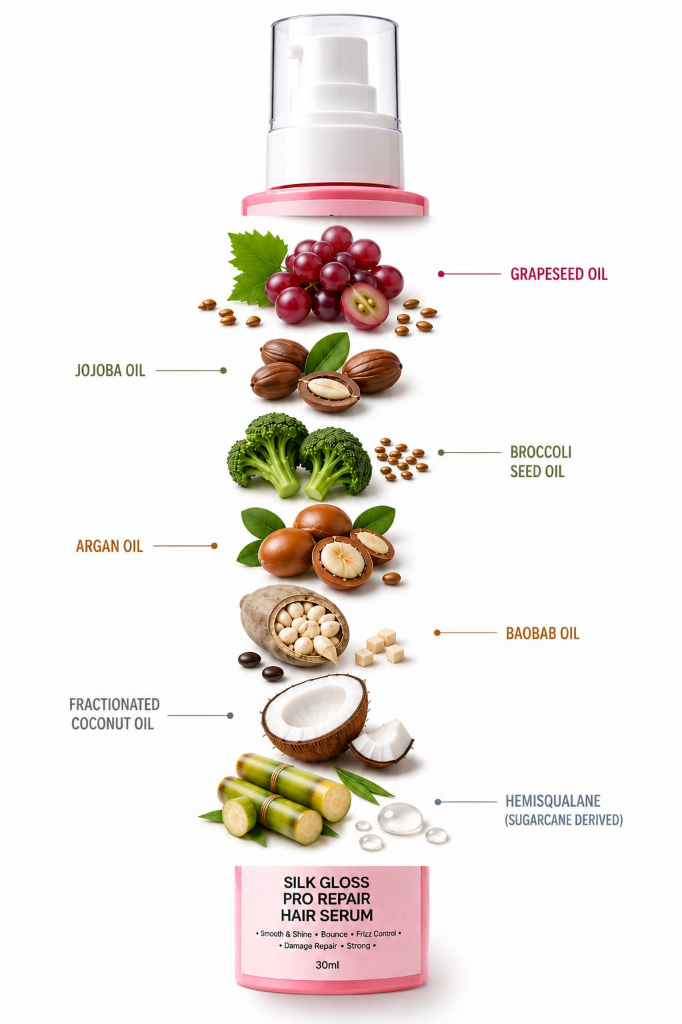 GRAPESEED OIL
JOJOBA OIL
BROCCOLI
SEED OIL
ARGAN OIL
BAOBAB OIL
FRACTIONATED
COCONUT OIL
HEMISQUALANE
(SUGARCANE DERIVED)
SILK GLOSS
PRO REPAIR
HAIR SERUM
• Smooth & Shine • Bounce • Frizz Control •
• Damage Repair • Strong •
30ml